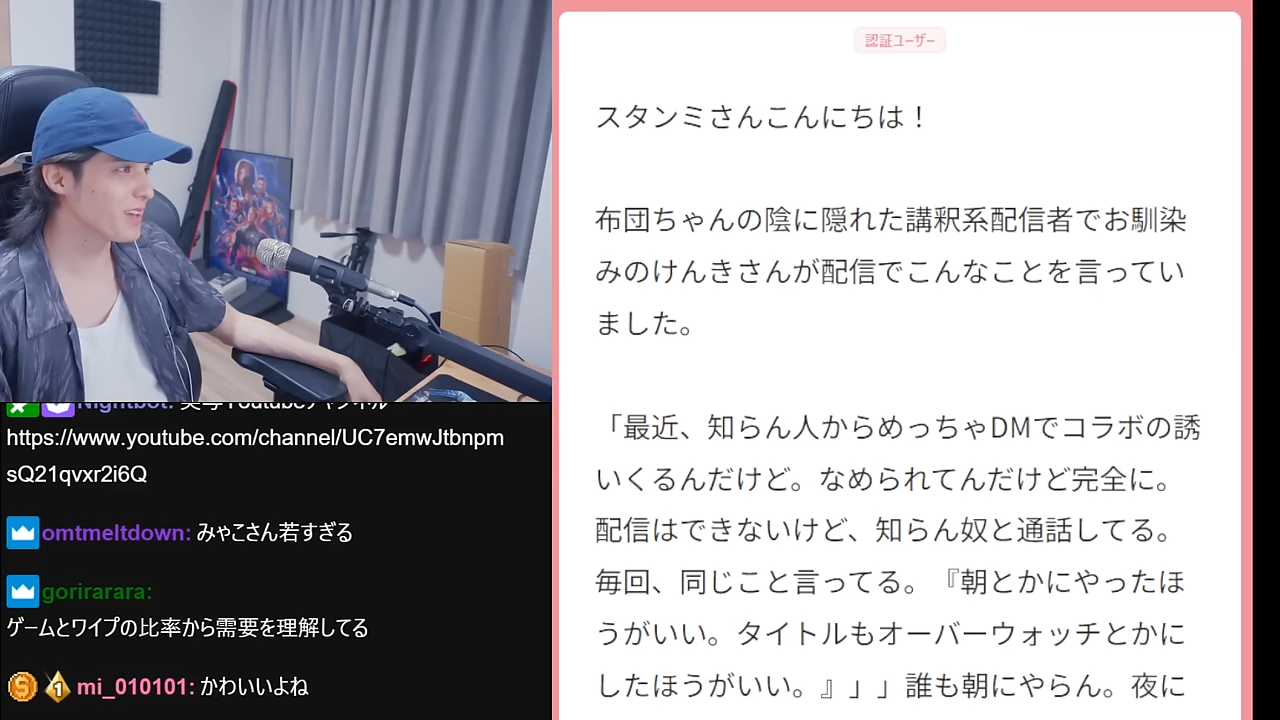 認証ユーザー
スタンミさんこんにちは！
布団ちゃんの陰に隠れた講釈系配信者でお馴染
みのけんきさんが配信でこんなことを言ってい
ました。
「最近、知らん人からめっちゃDMでコラボの誘
いくるんだけど。なめられてんだけど完全に。
配信はできないけど、知らん奴と通話してる。
毎回、同じこと言ってる。『朝とかにやったほ
うがいい。タイトルもオーバーウォッチとかに
したほうがいい。』」」誰も朝にやらん。夜に
Nightbot:
https://www.youtube.com/channel/UC7emwJtbnpm
sQ21qvxr2i6Q
omtmeltdown: みゃこさん若すぎる
gorirarara:
ゲームとワイプの比率から需要を理解してる
mi_010101: かわいいよね